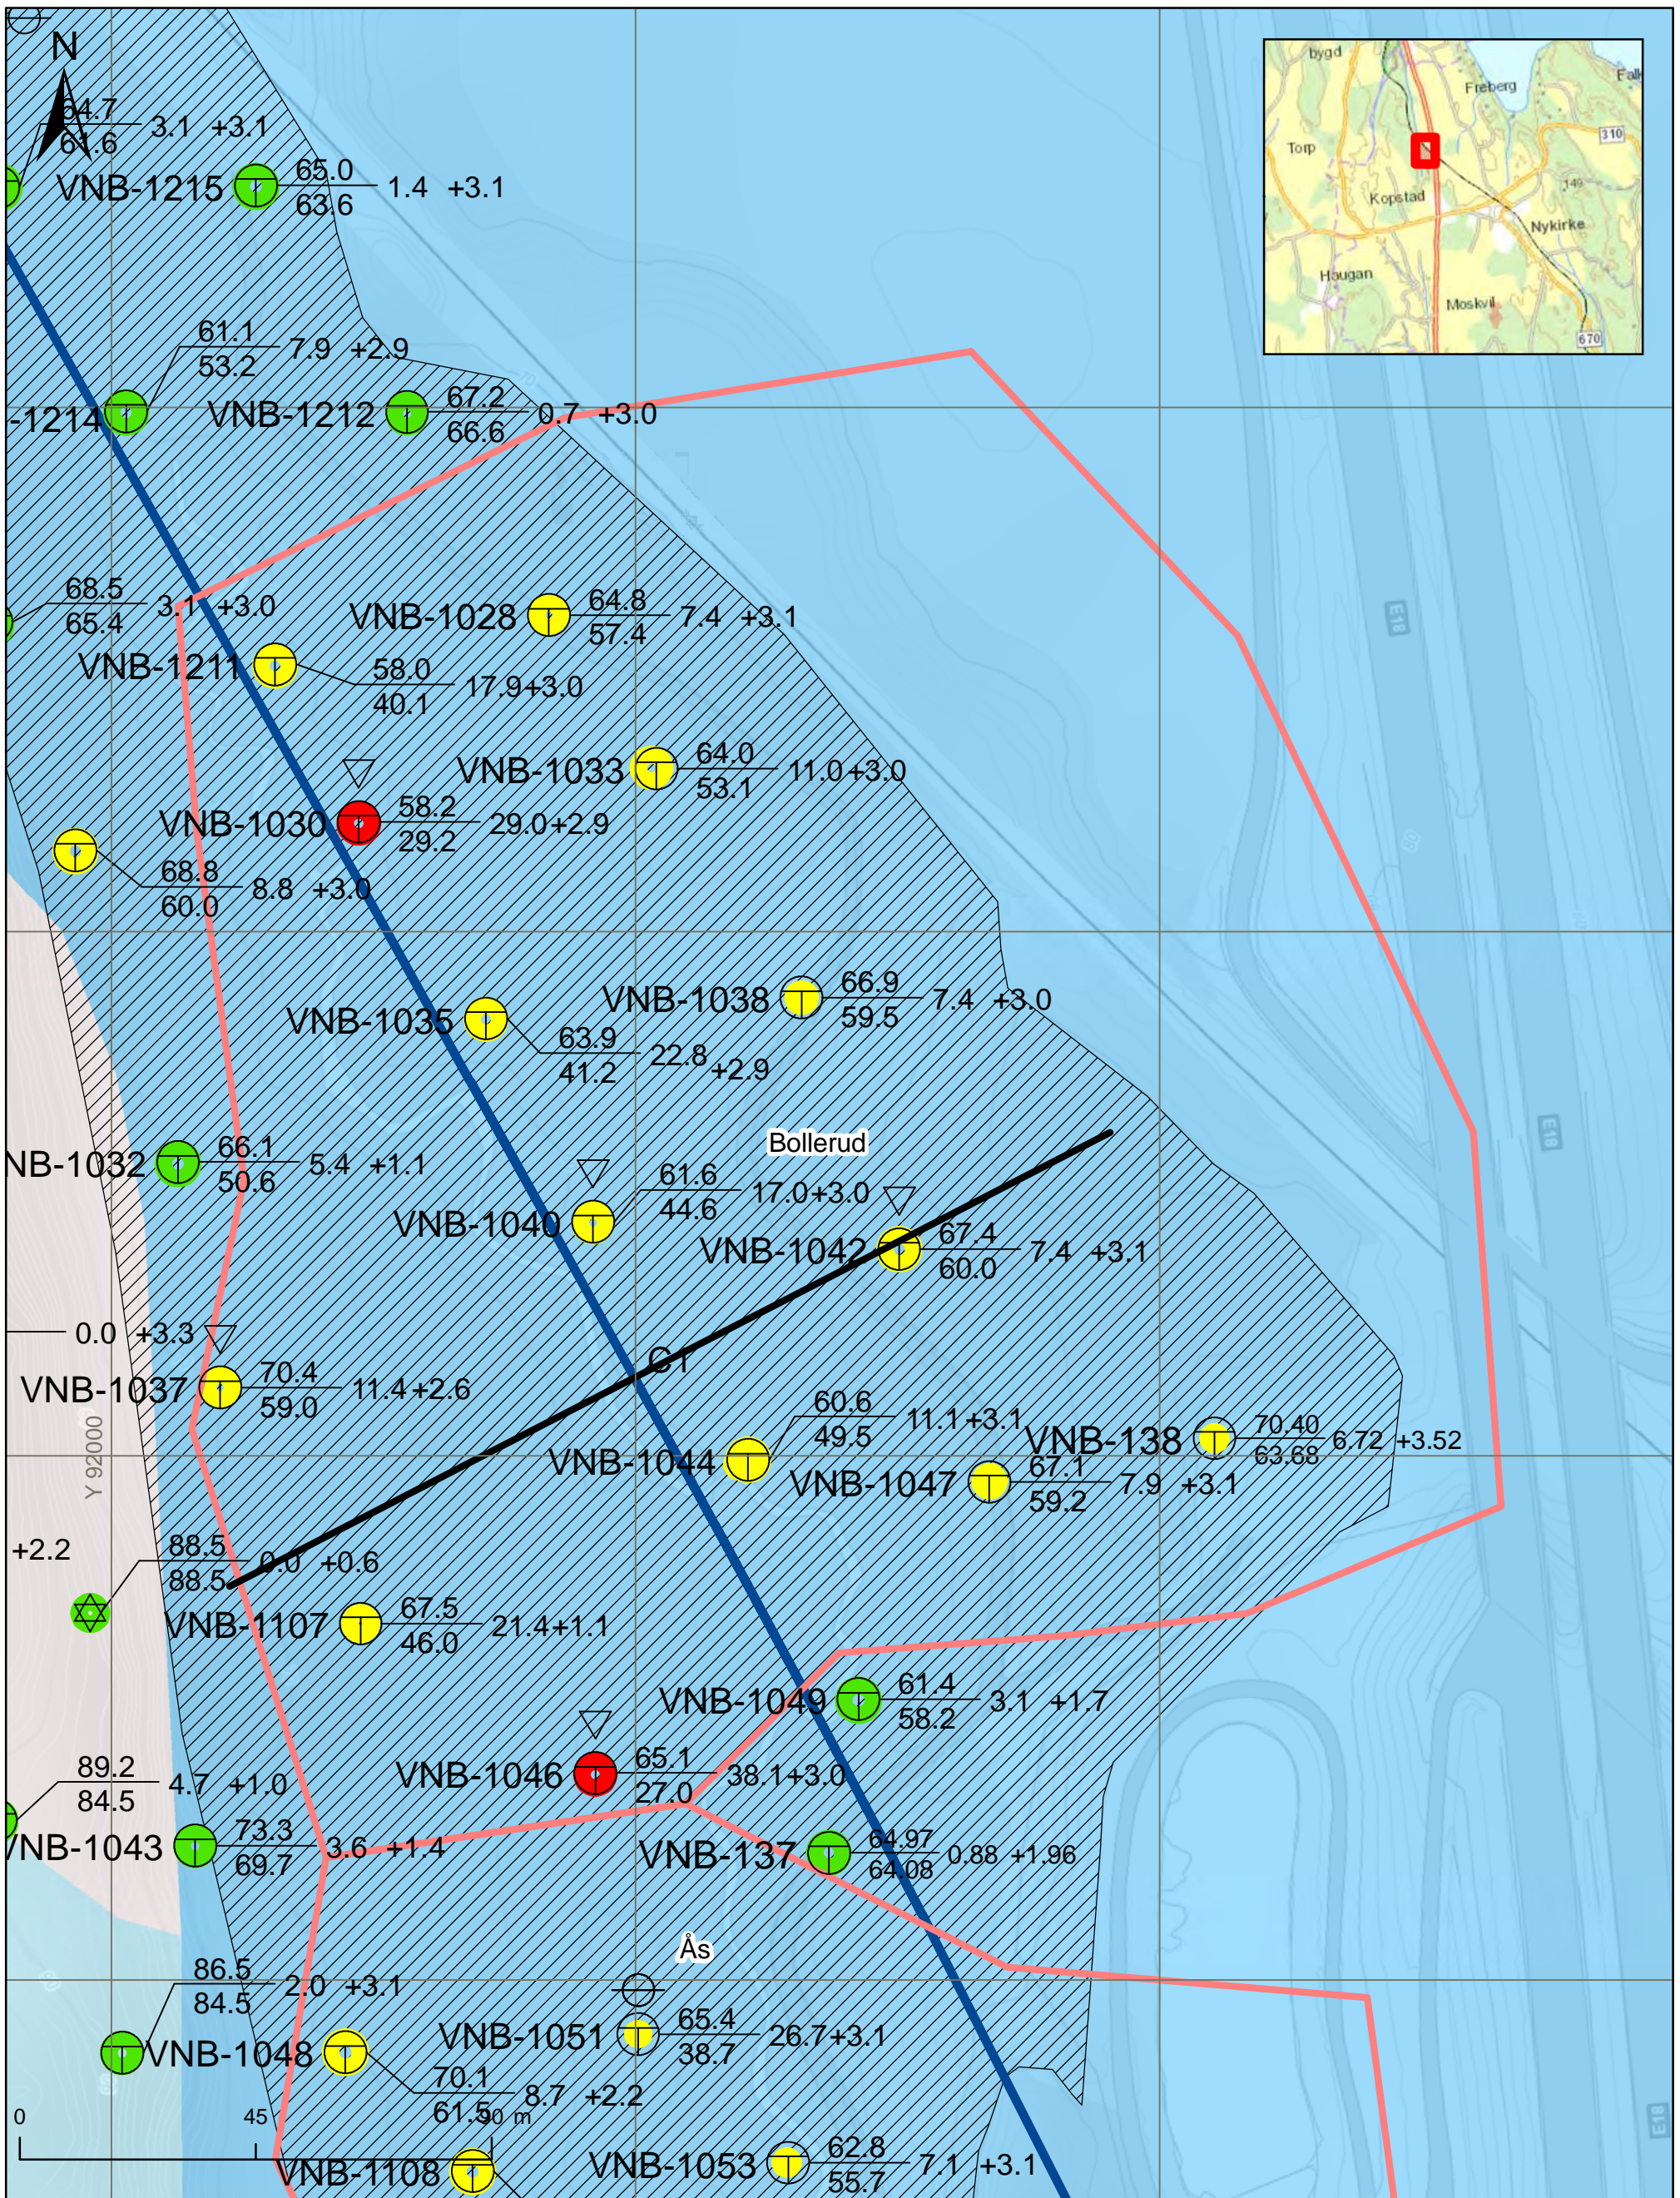 N
bygd
Freberg
Torp
310
149
Kopstad
Nykirke
Haugan
Moskvil
670
64.7
61.6
3.1 +3.1
VNB-1215
65.0
63.6
1.4 +3.1
61.1
53.2
7.9 +2.9
-1214
VNB-1212
67.2
66.6
0.7 +3.0
68.5
65.4
3.1 +3.0
VNB-1028
64.8
57.4
7.4 +3.1
E18
VNB-1211
58.0
40.1
17.9+3.0
VNB-1033
64.0
53.1
11.0+3.0
VNB-1030
58.2
29.2
29.0+2.9
68.8
60.0
8.8 +3.0
VNB-1038
66.9
59.5
7.4 +3.0
VNB-1035
63.9
41.2
22.8
+2.9
E18
Bollerud
NB-1032
66.1
50.6
5.4 +1.1
61.6
44.6
17.0+3.0
VNB-1040
VNB-1042
67.4
60.0
7.4 +3.1
0.0 +3.3
C1
VNB-1037
70.4
59.0
11.4+2.6
60.6
49.5
11.1+3.1
VNB-1044
VNB-138
70.40
63.68
6.72 +3.52
VNB-1047
67.1
59.2
7.9 +3.1
Y 92000
+2.2
88.5
88.5
0.0 +0.6
VNB-1107
67.5
46.0
21.4+1.1
VNB-1049
61.4
58.2
3.1 +1.7
VNB-1046
65.1
27.0
38.1+3.0
89.2
84.5
4.7 +1.0
VNB-1043
73.3
69.7
3.6 +1.4
VNB-137
64.97
64.08
0.88 +1.96
Ås
86.5
84.5
2.0 +3.1
VNB-1051
65.4
38.7
26.7+3.1
VNB-1048
70.1
61.5
8.7 +2.2
E18
0 45 90 m
VNB-1108
VNB-1053
62.8
55.7
7.1 +3.1